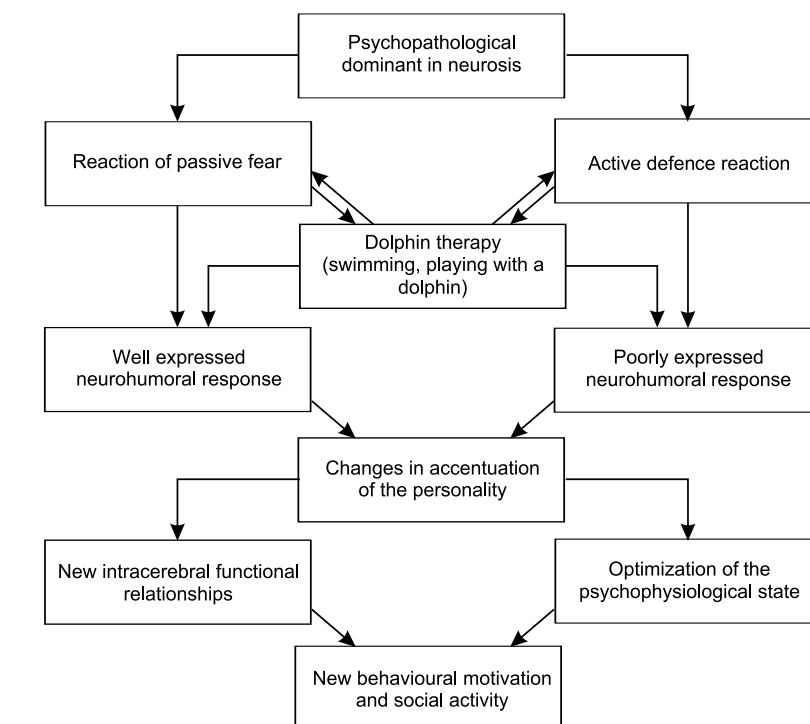 Psychopathological
dominant in neurosis
Reaction of passive fear
Active defence reaction
Dolphin therapy
(swimming, playing with a
dolphin)
Well expressed
neurohumoral response
Poorly expressed
neurohumoral response
Changes in accentuation
of the personality
New intracerebral functional
relationships
Optimization of the
psychophysiological state
New behavioural motivation
and social activity